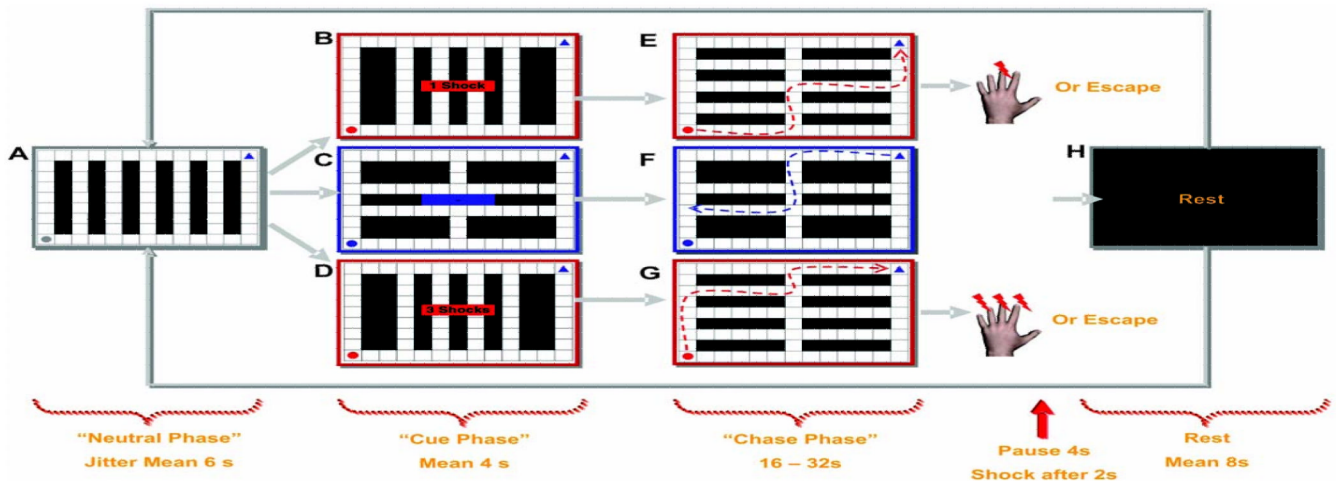 A
B
1 Shock
C
D
3 Shocks
E
F
G
Or Escape
Or Escape
H
Rest
“Neutral Phase”
Jitter Mean 6 s
“Cue Phase”
Mean 4 s
“Chase Phase”
16 – 32s
Pause 4s
Shock after 2s
Rest
Mean 8s